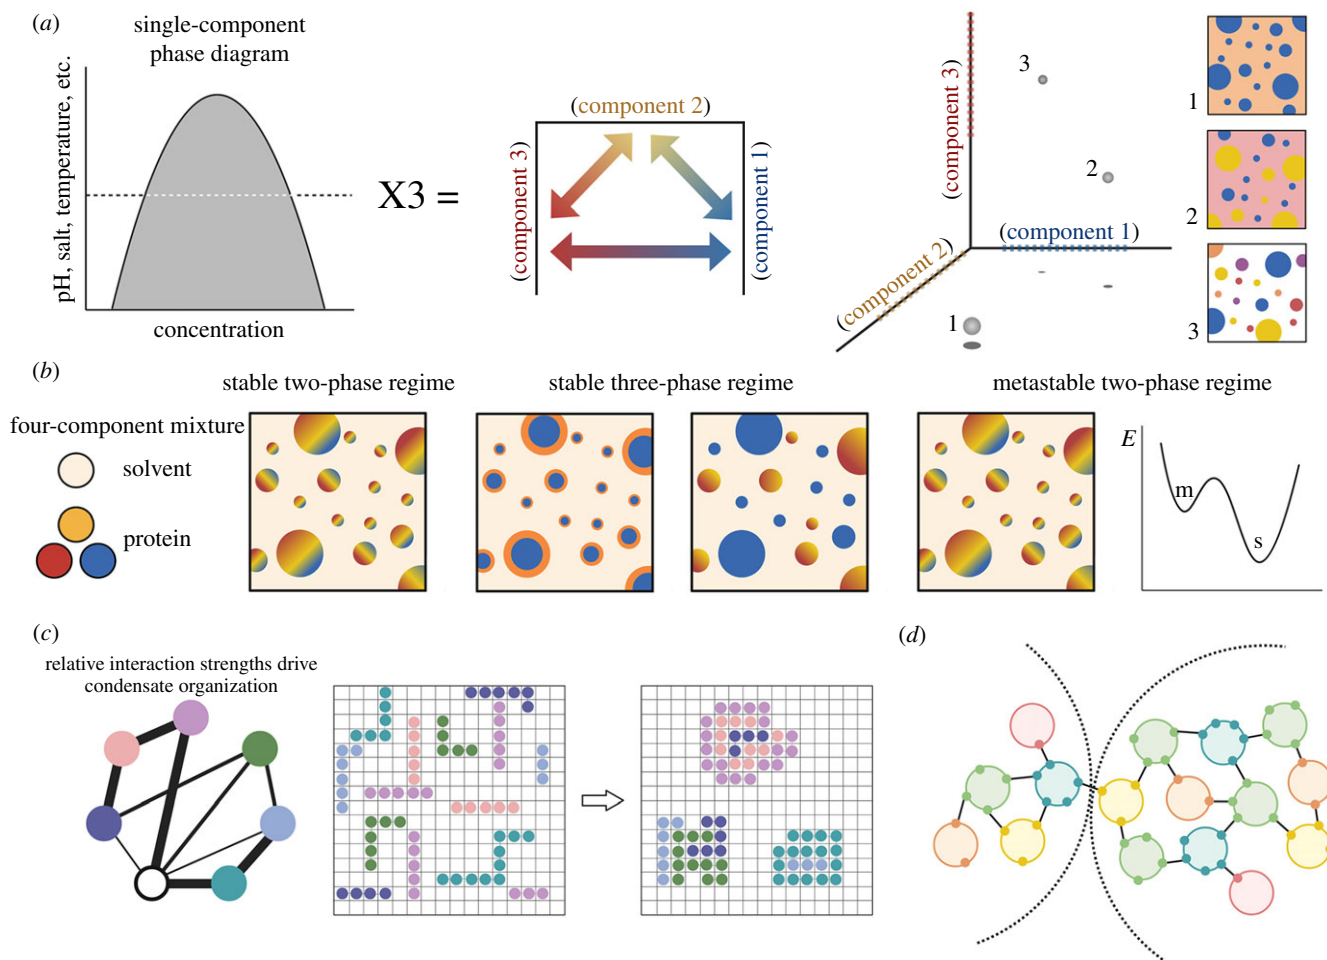 (a)
single-component
phase diagram
pH, salt, temperature, etc.
concentration
X3 =
(component 2)
(component 3)
(component 1)
(component 3)
(component 1)
(component 2)
3
2
1
1
2
3
(b)
stable two-phase regime
stable three-phase regime
metastable two-phase regime
four-component mixture
solvent
protein
E
m
s
(c)
relative interaction strengths drive
condensate organization
(d)